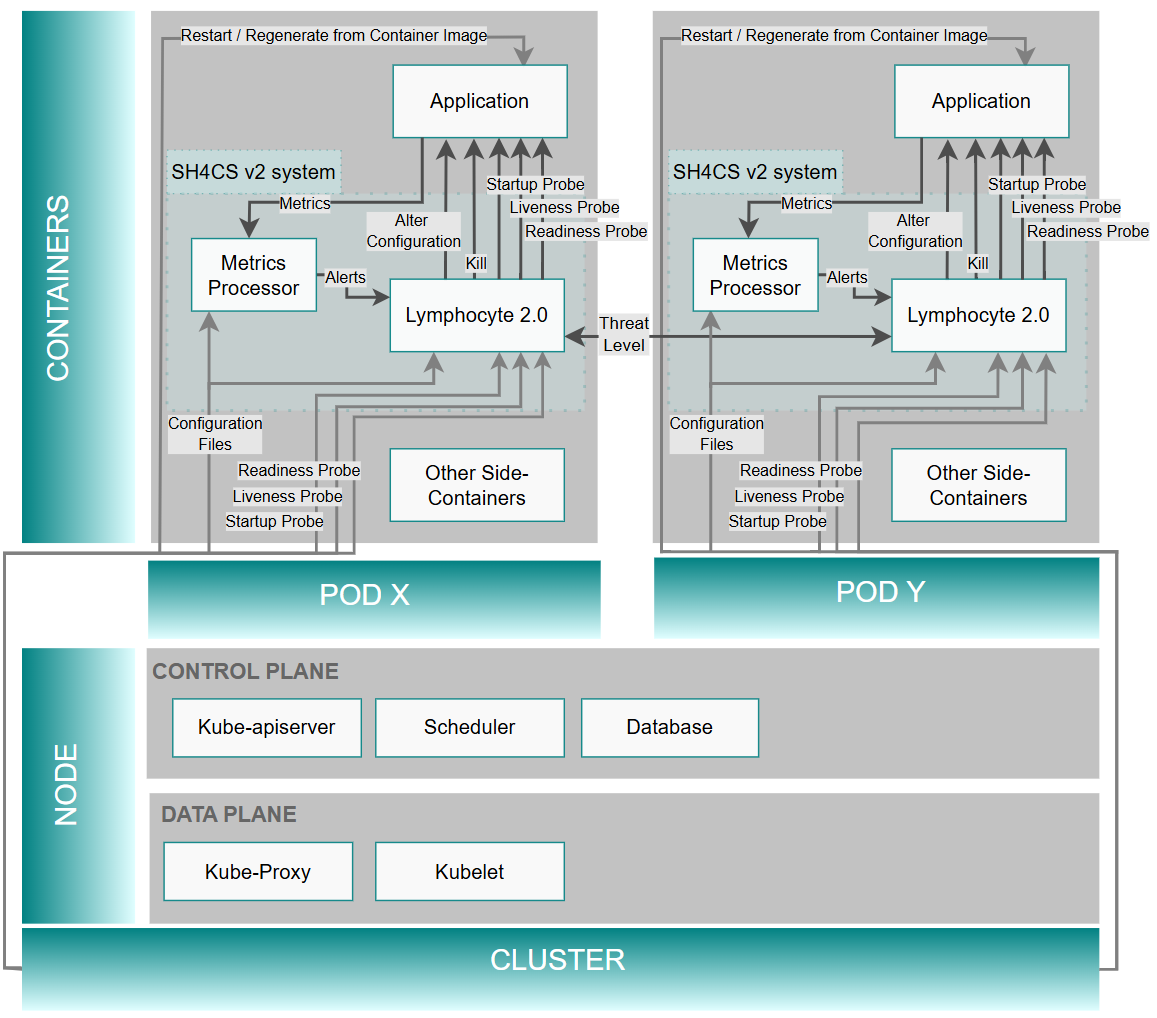 CONTAINERS
Restart / Regenerate from Container Image
Application
SH4CS v2 system
Startup Probe
Metrics
Liveness Probe
Alter
Configuration
Readiness Probe
Kill
Metrics
Processor
Alerts
Lymphocyte 2.0
Configuration
Files
Readiness Probe
Liveness Probe
Startup Probe
Other Side-
Containers
Threat
Level
Restart / Regenerate from Container Image
Application
SH4CS v2 system
Startup Probe
Metrics
Liveness Probe
Alter
Configuration
Readiness Probe
Kill
Metrics
Processor
Alerts
Lymphocyte 2.0
Configuration
Files
Readiness Probe
Liveness Probe
Startup Probe
Other Side-
Containers
POD X
POD Y
NODE
CONTROL PLANE
Kube-apiserver
Scheduler
Database
DATA PLANE
Kube-Proxy
Kubelet
CLUSTER